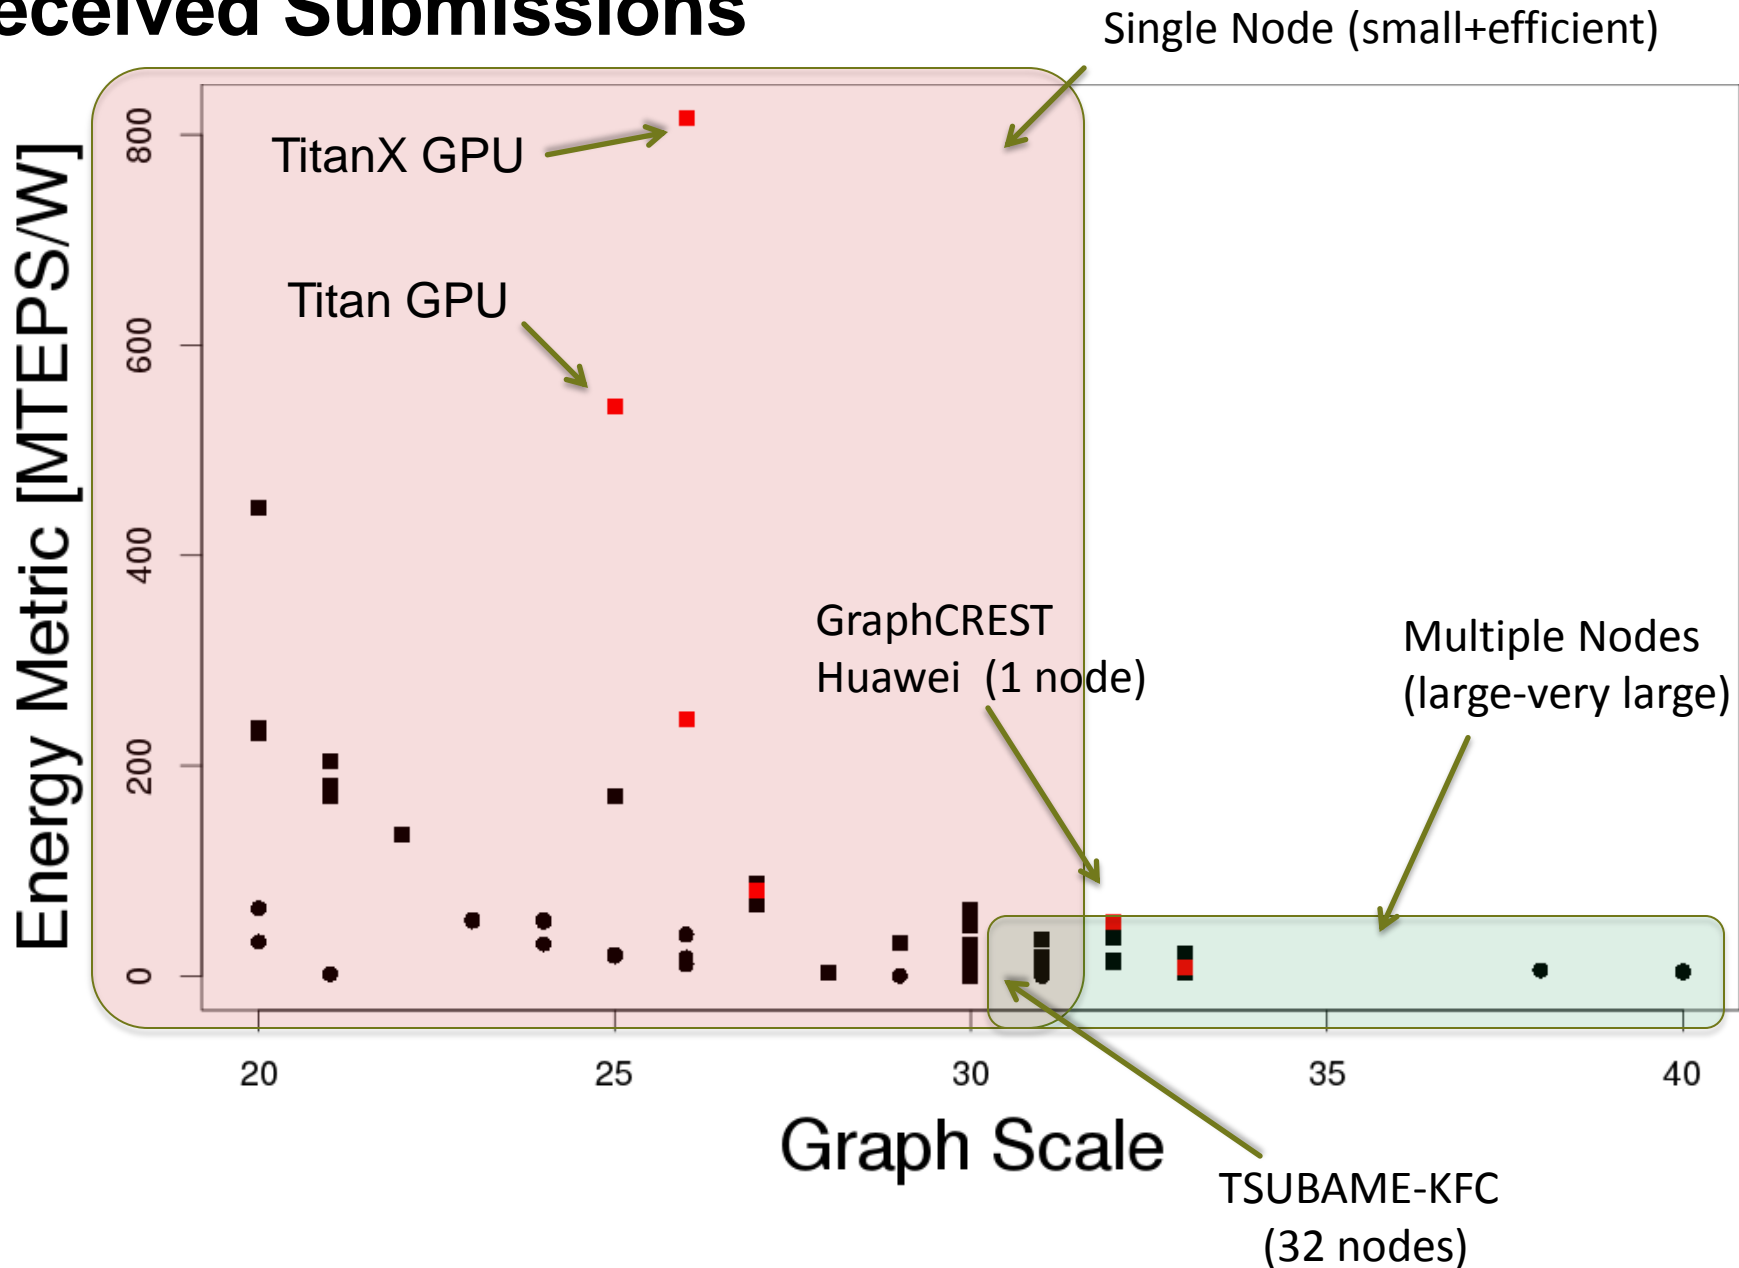 eceived Submissions
Single Node (small+efficient)
TitanX GPU
Titan GPU
GraphCREST
Huawei (1 node)
Multiple Nodes
(large-very large)
Energy Metric [MTEPS/W]
800
600
400
200
0
20 25 30 35 40
Graph Scale
TSUBAME-KFC
(32 nodes)